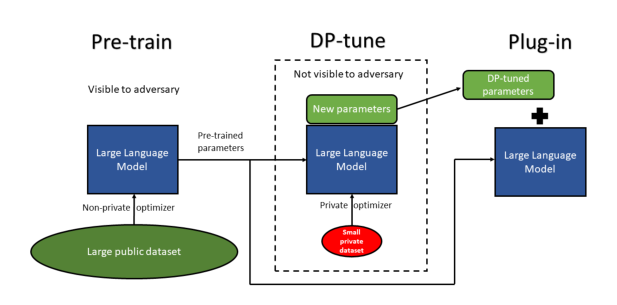 Pre-train
DP-tune
Plug-in
Visible to adversary
Not visible to adversary
New parameters
DP-tuned
parameters
Large Language
Model
Pre-trained
parameters
Large Language
Model
Large Language
Model
Non-private optimizer
Private optimizer
Large public dataset
Small
private
dataset